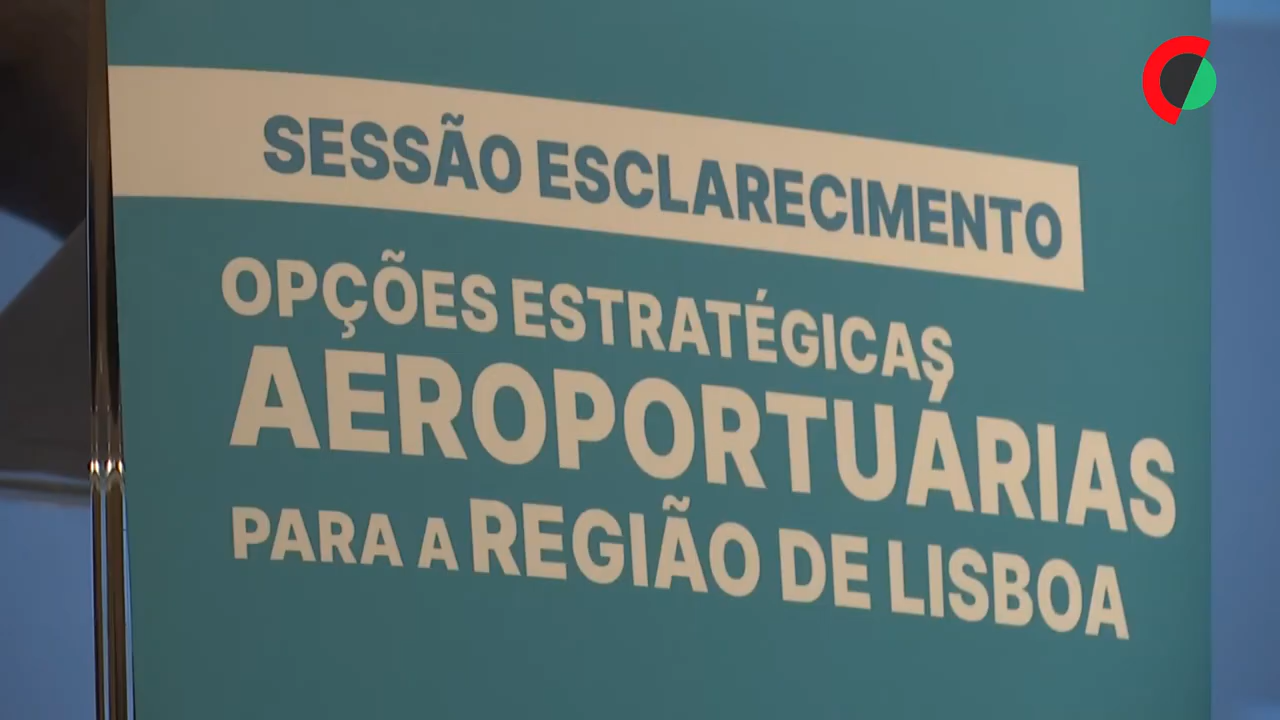 SESSÃO ESCLARECIMENTO
OPÇÕES ESTRATÉGICAS
AEROPORTUÁRIAS
PARA A REGIÃO DE LISBOA